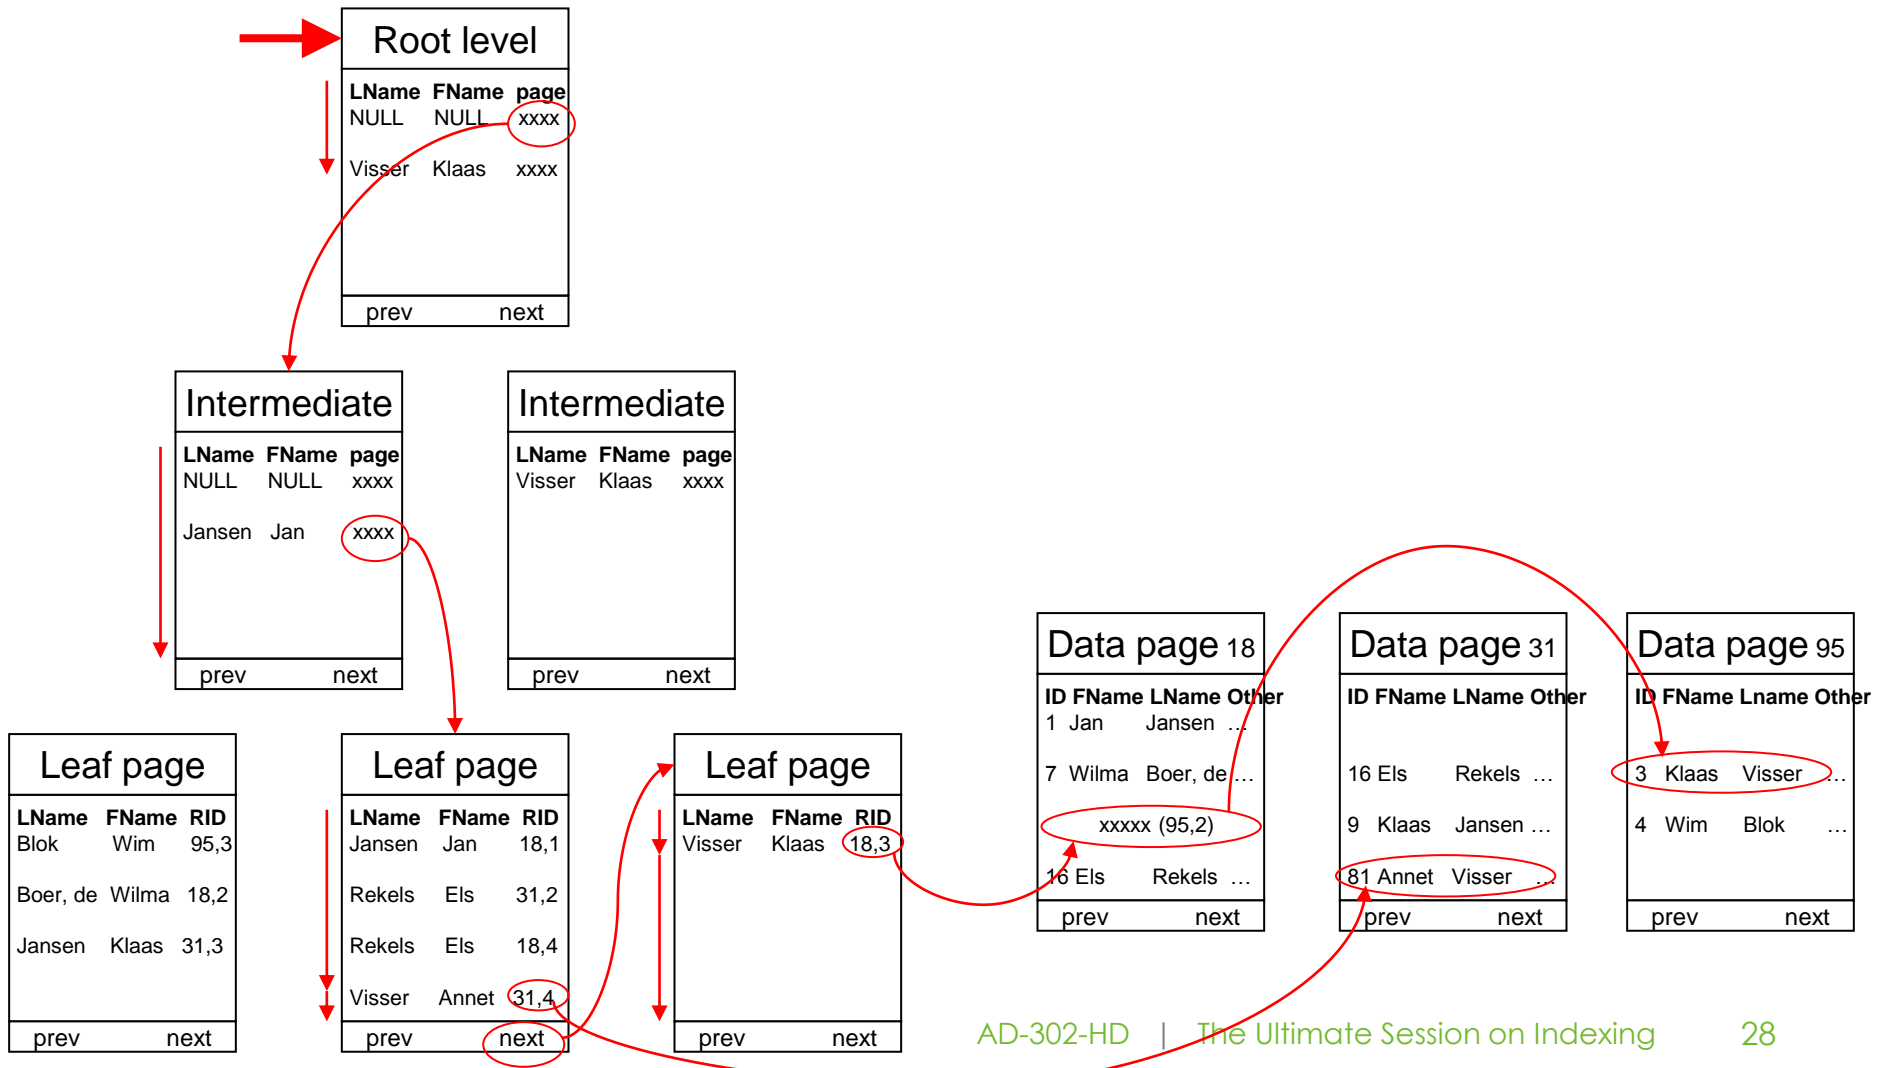 Root level
LName FName page
NULL NULL xxxx
Visser Klaas xxxx
prev next
Intermediate
LName FName page
NULL NULL xxxx
Jansen Jan xxxx
prev next
Intermediate
LName FName page
Visser Klaas xxxx
prev next
Leaf page
LName FName RID
Blok Wim 95,3
Boer, de Wilma 18,2
Jansen Klaas 31,3
prev next
Leaf page
LName FName RID
Jansen Jan 18,1
Rekels Els 31,2
Rekels Els 18,4
Visser Annet 31,4
prev next
Leaf page
LName FName RID
Visser Klaas 18,3
prev next
Data page 18
ID FName LName Other
1 Jan Jansen …
7 Wilma Boer, de …
xxxxx (95,2)
16 Els Rekels …
prev next
Data page 31
ID FName LName Other
16 Els Rekels …
9 Klaas Jansen …
81 Annet Visser …
prev next
Data page 95
ID FName Lname Other
3 Klaas Visser …
4 Wim Blok …
prev next
AD-302-HD | The Ultimate Session on Indexing 28